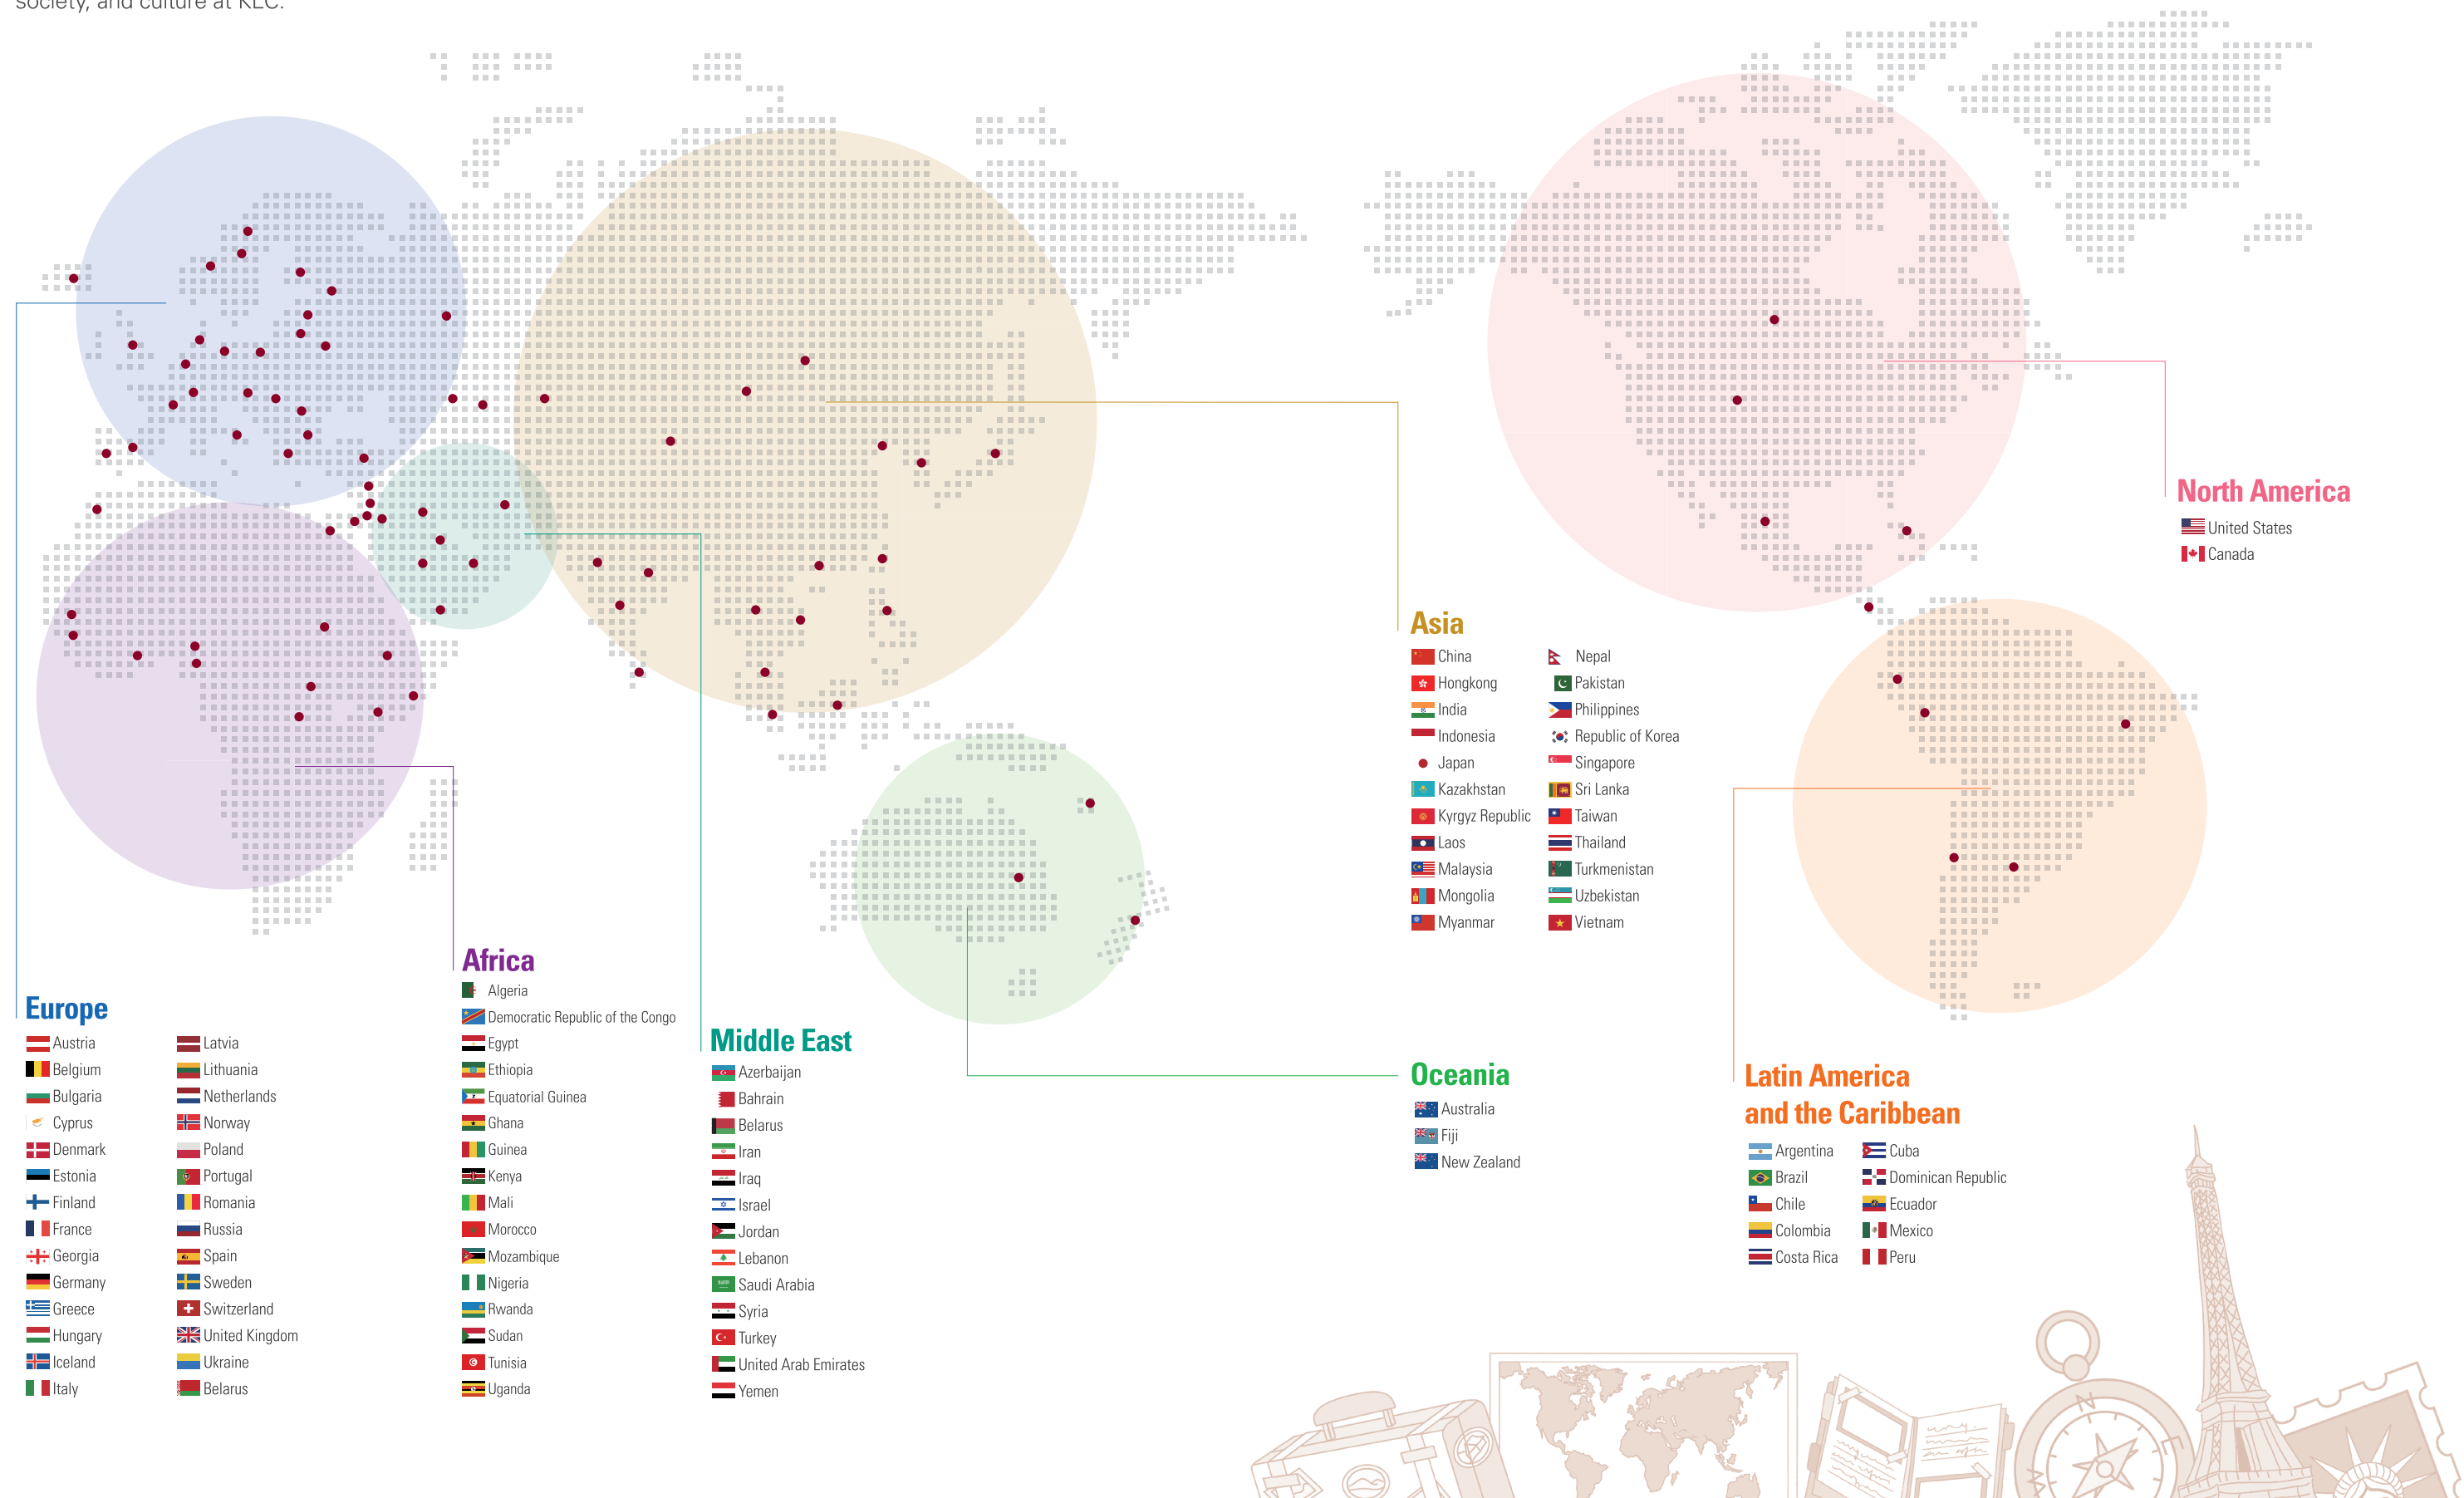 society, and culture at KLC.
North America
United States
Canada
Asia
China
Hongkong
India
Indonesia
Japan
Kazakhstan
Kyrgyz Republic
Laos
Malaysia
Mongolia
Myanmar
Nepal
Pakistan
Philippines
Republic of Korea
Singapore
Sri Lanka
Taiwan
Thailand
Turkmenistan
Uzbekistan
Vietnam
Europe
Austria
Belgium
Bulgaria
Cyprus
Denmark
Estonia
Finland
France
Georgia
Germany
Greece
Hungary
Iceland
Italy
Latvia
Lithuania
Netherlands
Norway
Poland
Portugal
Romania
Russia
Spain
Sweden
Switzerland
United Kingdom
Ukraine
Belarus
Africa
Algeria
Democratic Republic of the Congo
Egypt
Ethiopia
Equatorial Guinea
Ghana
Guinea
Kenya
Mali
Morocco
Mozambique
Nigeria
Rwanda
Sudan
Tunisia
Uganda
Middle East
Azerbaijan
Bahrain
Belarus
Iran
Iraq
Israel
Jordan
Lebanon
Saudi Arabia
Syria
Turkey
United Arab Emirates
Yemen
Oceania
Australia
Fiji
New Zealand
Latin America
and the Caribbean
Argentina
Brazil
Chile
Colombia
Costa Rica
Cuba
Dominican Republic
Ecuador
Mexico
Peru